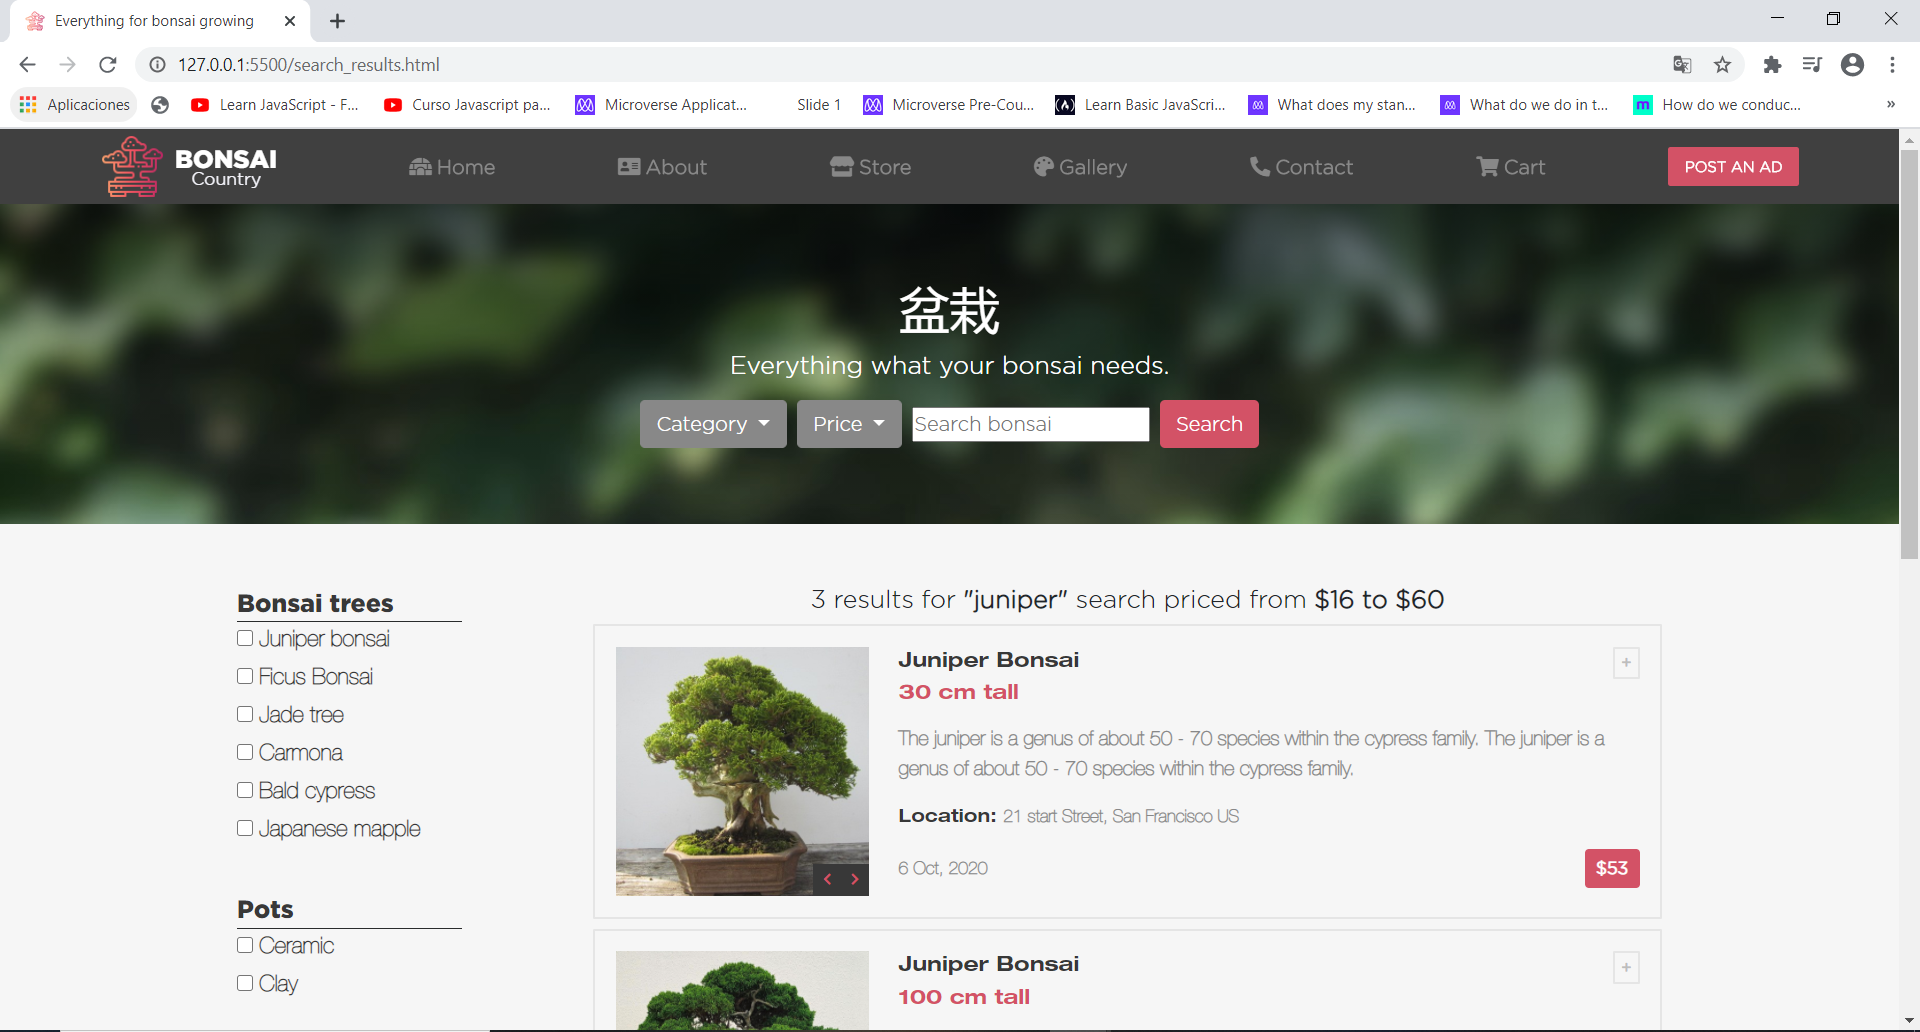 Everything for bonsai growing
127.0.0.1:5500/search_results.html
Aplicaciones
Learn JavaScript - F...
Curso Javascript pa...
Microverse Applicat...
Slide 1
Microverse Pre-Cou...
Learn Basic JavaScri...
What does my stan...
What do we do in t...
How do we conduc...
BONSAI
Country
Home
About
Store
Gallery
Contact
Cart
POST AN AD
盆栽
Everything what your bonsai needs.
Category
Price
Search bonsai
Search
Bonsai trees
Juniper bonsai
Ficus Bonsai
Jade tree
Carmona
Bald cypress
Japanese mapple
Pots
Ceramic
Clay
3 results for "juniper" search priced from $16 to $60
Juniper Bonsai
+
30 cm tall
The juniper is a genus of about 50 - 70 species within the cypress family. The juniper is a
genus of about 50 - 70 species within the cypress family.
Location: 21 start Street, San Francisco US
6 Oct, 2020
$53
Juniper Bonsai
+
100 cm tall